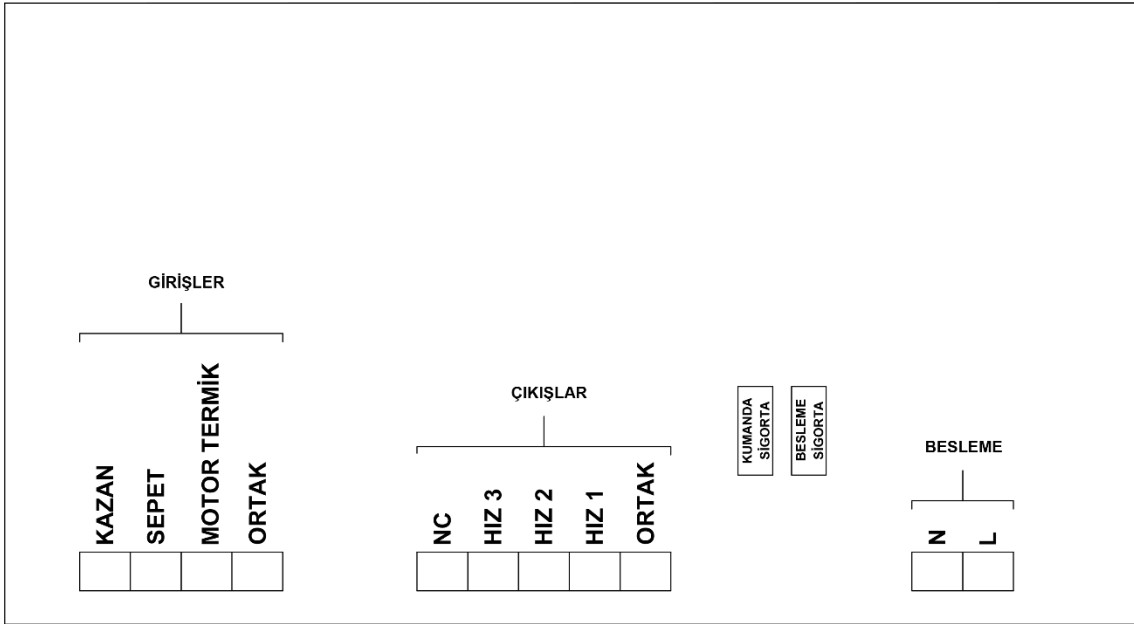 GİRİŞLER
KAZAN
SEPET
MOTOR TERMİK
ORTAK
ÇIKIŞLAR
NC
HIZ 3
HIZ 2
HIZ 1
ORTAK
KUMANDA
SİGORTA
BESLEME
SİGORTA
BESLEME
N
L